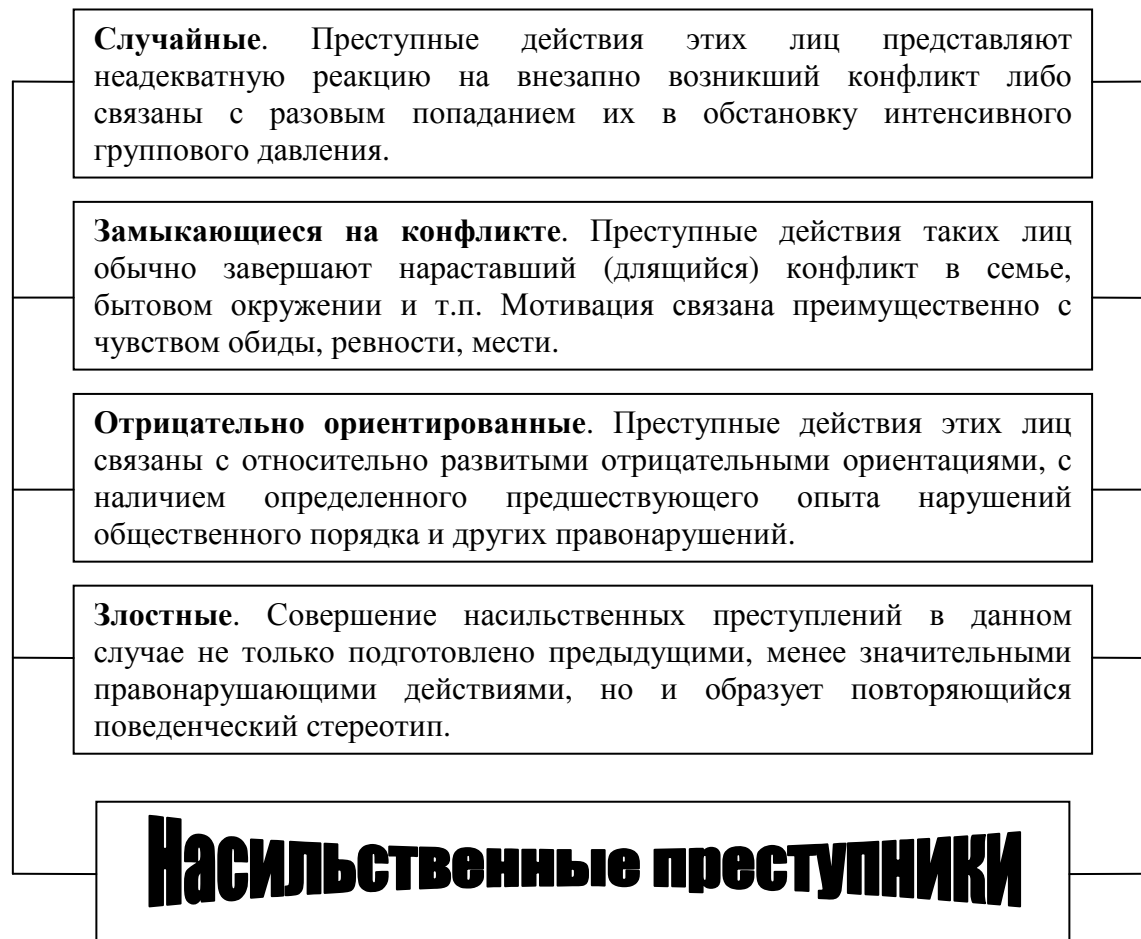 Случайные. Преступные действия этих лиц представляют
неадекватную реакцию на внезапно возникший конфликт либо
связаны с разовым попаданием их в обстановку интенсивного
группового давления.
Замыкающиеся на конфликте. Преступные действия таких лиц
обычно завершают нараставший (длящийся) конфликт в семье,
бытовом окружении и т.п. Мотивация связана преимущественно с
чувством обиды, ревности, мести.
Отрицательно ориентированные. Преступные действия этих лиц
связаны с относительно развитыми отрицательными ориентациями, с
наличием определенного предшествующего опыта нарушений
общественного порядка и других правонарушений.
Злостные. Совершение насильственных преступлений в данном
случае не только подготовлено предыдущими, менее значительными
правонарушающими действиями, но и образует повторяющийся
поведенческий стереотип.
Насильственные преступники